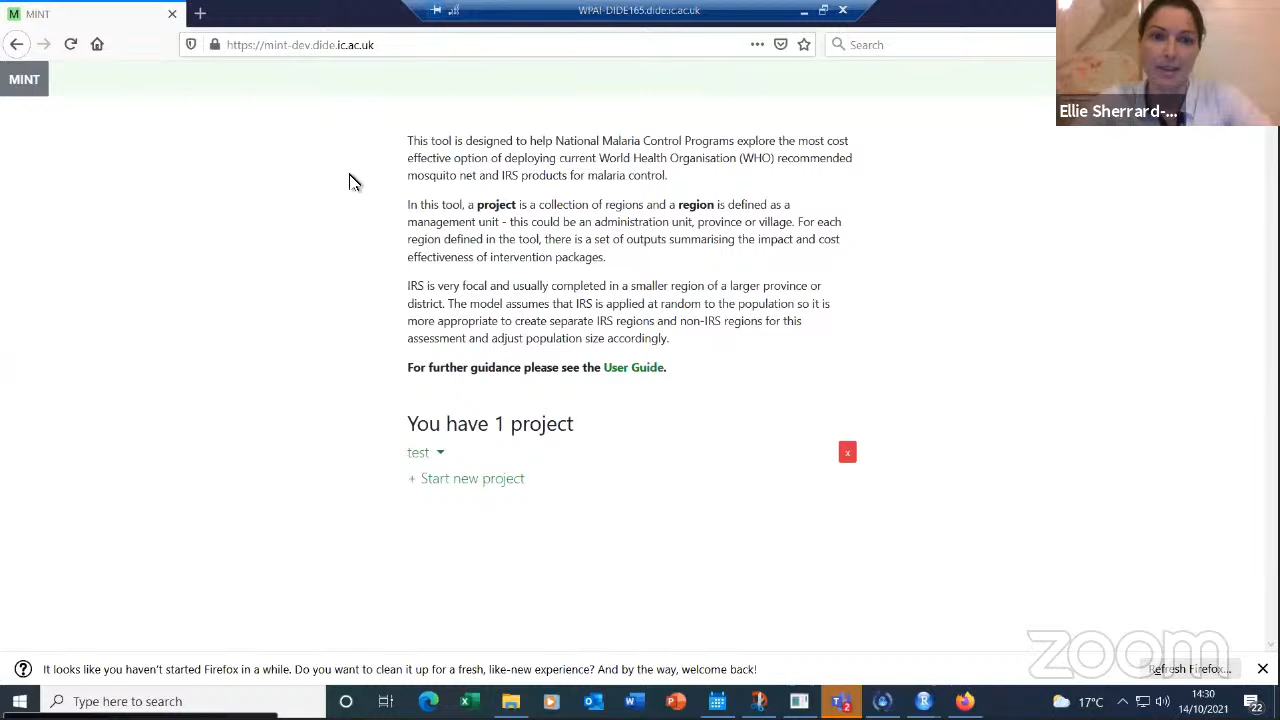 MINT
WPAI-DIDE165.dide.ic.ac.uk
https://mint-dev.dide.ic.ac.uk
Search
MINT
Ellie Sherrard-...
This tool is designed to help National Malaria Control Programs explore the most cost
effective option of deploying current World Health Organisation (WHO) recommended
mosquito net and IRS products for malaria control.
In this tool, a project is a collection of regions and a region is defined as a
management unit - this could be an administration unit, province or village. For each
region defined in the tool, there is a set of outputs summarising the impact and cost
effectiveness of intervention packages.
IRS is very focal and usually completed in a smaller region of a larger province or
district. The model assumes that IRS is applied at random to the population so it is
more appropriate to create separate IRS regions and non-IRS regions for this
assessment and adjust population size accordingly.
For further guidance please see the User Guide.
You have 1 project
test
x
+ Start new project
zoom
It looks like you haven't started Firefox in a while. Do you want to clean it up for a fresh, like-new experience? And by the way, welcome back!
Refresh Firefox...
Type here to search
17°C
14:30
14/10/2021
22